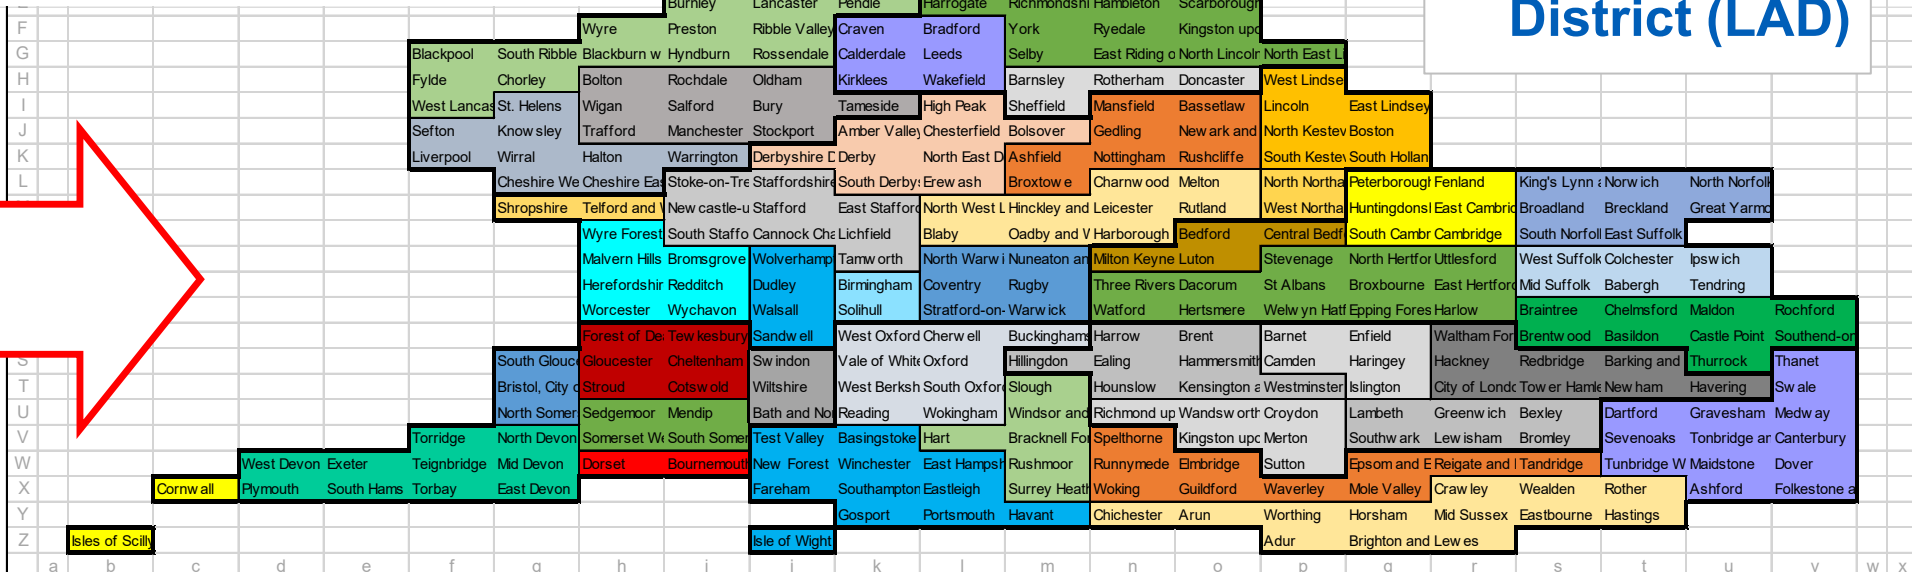 Burnley Lancaster Pendle Harrogate Richmondshi Hambleton Scarborough
District (LAD)
F Wyre Preston Ribble Valley Craven Bradford York Ryedale Kingston upo
G Blackpool South Ribble Blackburn w Hyndburn Rossendale Calderdale Leeds Selby East Riding o North Lincoln North East Li
H Fylde Chorley Bolton Rochdale Oldham Kirklees Wakefield Barnsley Rotherham Doncaster West Lindse
I West Lancas St. Helens Wigan Salford Bury Tameside High Peak Sheffield Mansfield Bassetlaw Lincoln East Lindsey
J Sefton Knowsley Trafford Manchester Stockport Amber Valley Chesterfield Bolsover Gedling Newark and North Kestev Boston
K Liverpool Wirral Halton Warrington Derbyshire D Derby North East D Ashfield Nottingham Rushcliffe South Kestev South Hollan
L Cheshire We Cheshire Eas Stoke-on-Tre Staffordshire South Derbys Erewash Broxtowe Charnwood Melton North Northa Peterborough Fenland King's Lynn a Norwich North Norfolk
Shropshire Telford and W Newcastle-u Stafford East Stafford North West L Hinckley and Leicester Rutland West Northa Huntingdonsl East Cambric Broadland Breckland Great Yarmo
Wyre Forest South Staffo Cannock Cha Lichfield Blaby Oadby and W Harborough Bedford Central Bedf South Cambr Cambridge South Norfoll East Suffolk
Malvern Hills Bromsgrove Wolverhamp Tamworth North Warwi Nuneaton an Milton Keyne Luton Stevenage North Hertfor Uttlesford West Suffolk Colchester Ipswich
Herefordshir Redditch Dudley Birmingham Coventry Rugby Three Rivers Dacorum St Albans Broxbourne East Hertforc Mid Suffolk Babergh Tendring
Worcester Wychavon Walsall Solihull Stratford-on- Warwick Watford Hertsmere Welwyn Hatf Epping Fores Harlow Braintree Chelmsford Maldon Rochford
Forest of De Tewkesbury Sandwell West Oxford Cherwell Buckinghams Harrow Brent Barnet Enfield Waltham For Brentwood Basildon Castle Point Southend-on
S South Glouc Gloucester Cheltenham Swindon Vale of White Oxford Hillingdon Ealing Hammersmith Camden Haringey Hackney Redbridge Barking and Thurrock Thanet
T Bristol, City o Stroud Cotswold Wiltshire West Berksh South Oxforc Slough Hounslow Kensington a Westminster Islington City of Londc Tower Hamle Newham Havering Swale
U North Somer Sedgemoor Mendip Bath and Nor Reading Wokingham Windsor and Richmond up Wandsworth Croydon Lambeth Greenwich Bexley Dartford Gravesham Medway
V Torridge North Devon Somerset We South Somer Test Valley Basingstoke Hart Bracknell For Spelthorne Kingston upo Merton Southwark Lewisham Bromley Sevenoaks Tonbridge ar Canterbury
W West Devon Exeter Teignbridge Mid Devon Dorset Bournemouth New Forest Winchester East Hampsh Rushmoor Runnymede Elmbridge Sutton Epsom and E Reigate and Tandridge Tunbridge W Maidstone Dover
X Cornwall Plymouth South Hams Torbay East Devon Fareham Southampton Eastleigh Surrey Heath Woking Guildford Waverley Mole Valley Crawley Wealden Rother Ashford Folkestone a
Y Gosport Portsmouth Havant Chichester Arun Worthing Horsham Mid Sussex Eastbourne Hastings
Z Isles of Scilly Isle of Wight Adur Brighton and Lewes
a b c d e f g h i j k l m n o p q r s t u v w x